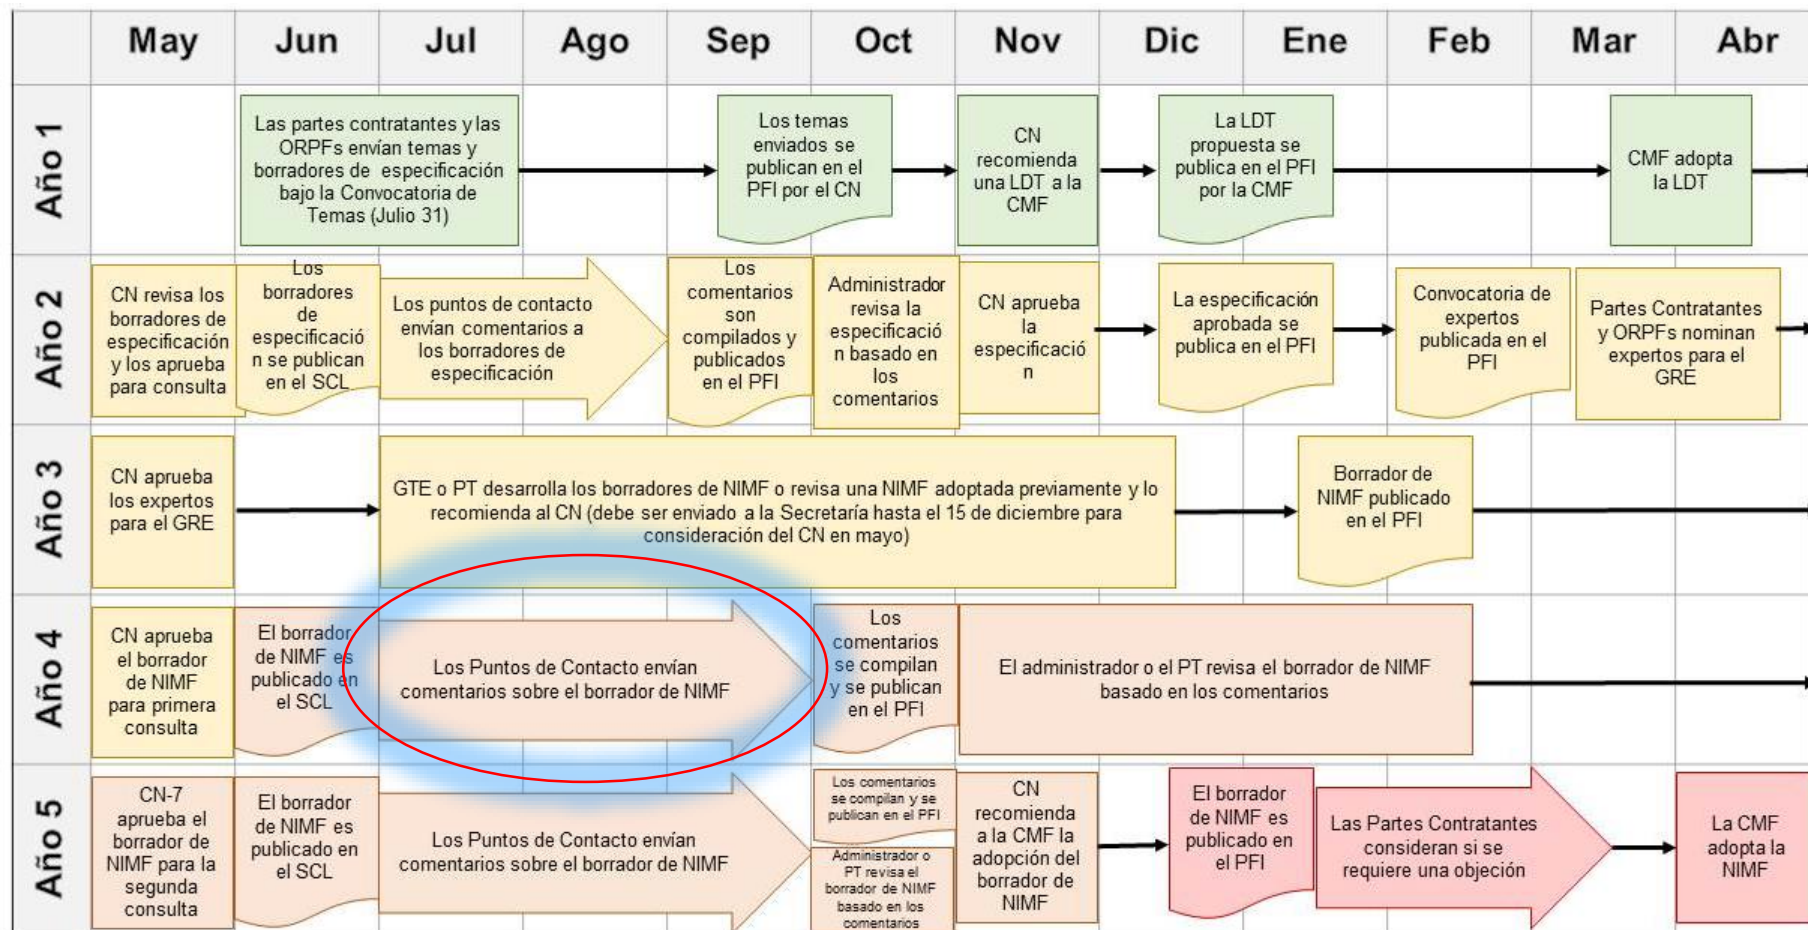 May Jun Jul Ago Sep Oct Nov Dic Ene Feb Mar Abr
Año 1
Las partes contratantes y las
ORPFs envían temas y
borradores de especificación
bajo la Convocatoria de
Temas (Julio 31)
Los temas
enviados se
publican en el
PFI por el CN
CN
recomienda
una LDT a la
CMF
La LDT
propuesta se
publica en el PFI
por la CMF
CMF adopta
la LDT
Año 2
CN revisa los
borradores de
especificación
y los aprueba
para consulta
Los
borradores
de
especificació
n se publican
en el SCL
Los puntos de contacto
envían comentarios a
los borradores de
especificación
Los
comentarios
son
compilados y
publicados
en el PFI
Administrador
revisa la
especificació
n basado en
los
comentarios
CN aprueba
la
especificació
n
La especificación
aprobada se
publica en el PFI
Convocatoria de
expertos
publicada en el
PFI
Partes Contratantes
y ORPFs nominan
expertos para el
GRE
Año 3
CN aprueba
los expertos
para el GRE
GTE o PT desarrolla los borradores de NIMF o revisa una NIMF adoptada previamente y lo
recomienda al CN (debe ser enviado a la Secretaría hasta el 15 de diciembre para
consideración del CN en mayo)
Borrador de
NIMF publicado
en el PFI
Año 4
CN aprueba
el borrador
de NIMF
para primera
consulta
El borrador
de NIMF es
publicado en
el SCL
Los Puntos de Contacto envían
comentarios sobre el borrador de NIMF
Los
comentarios
se compilan
y se publican
en el PFI
El administrador o el PT revisa el borrador de NIMF
basado en los comentarios
Año 5
CN-7
aprueba el
borrador de
NIMF para la
segunda
consulta
El borrador
de NIMF es
publicado en
el SCL
Los Puntos de Contacto envían
comentarios sobre el borrador de NIMF
Los comentarios
se compilan y se
publican en el PFI
Administrador o
PT revisa el
borrador de NIMF
basado en los
comentarios
CN
recomienda
a la CMF la
adopción del
borrador de
NIMF
El borrador
de NIMF es
publicado en
el PFI
Las Partes Contratantes
consideran si se
requiere una objeción
La CMF
adopta la
NIMF